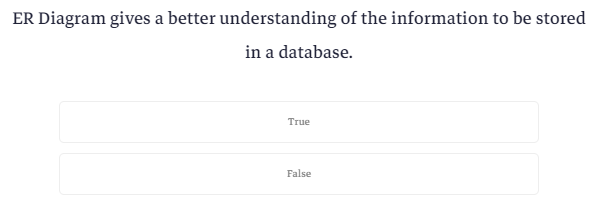 ER Diagram gives a better understanding of the information to be stored
in a database.
True
False